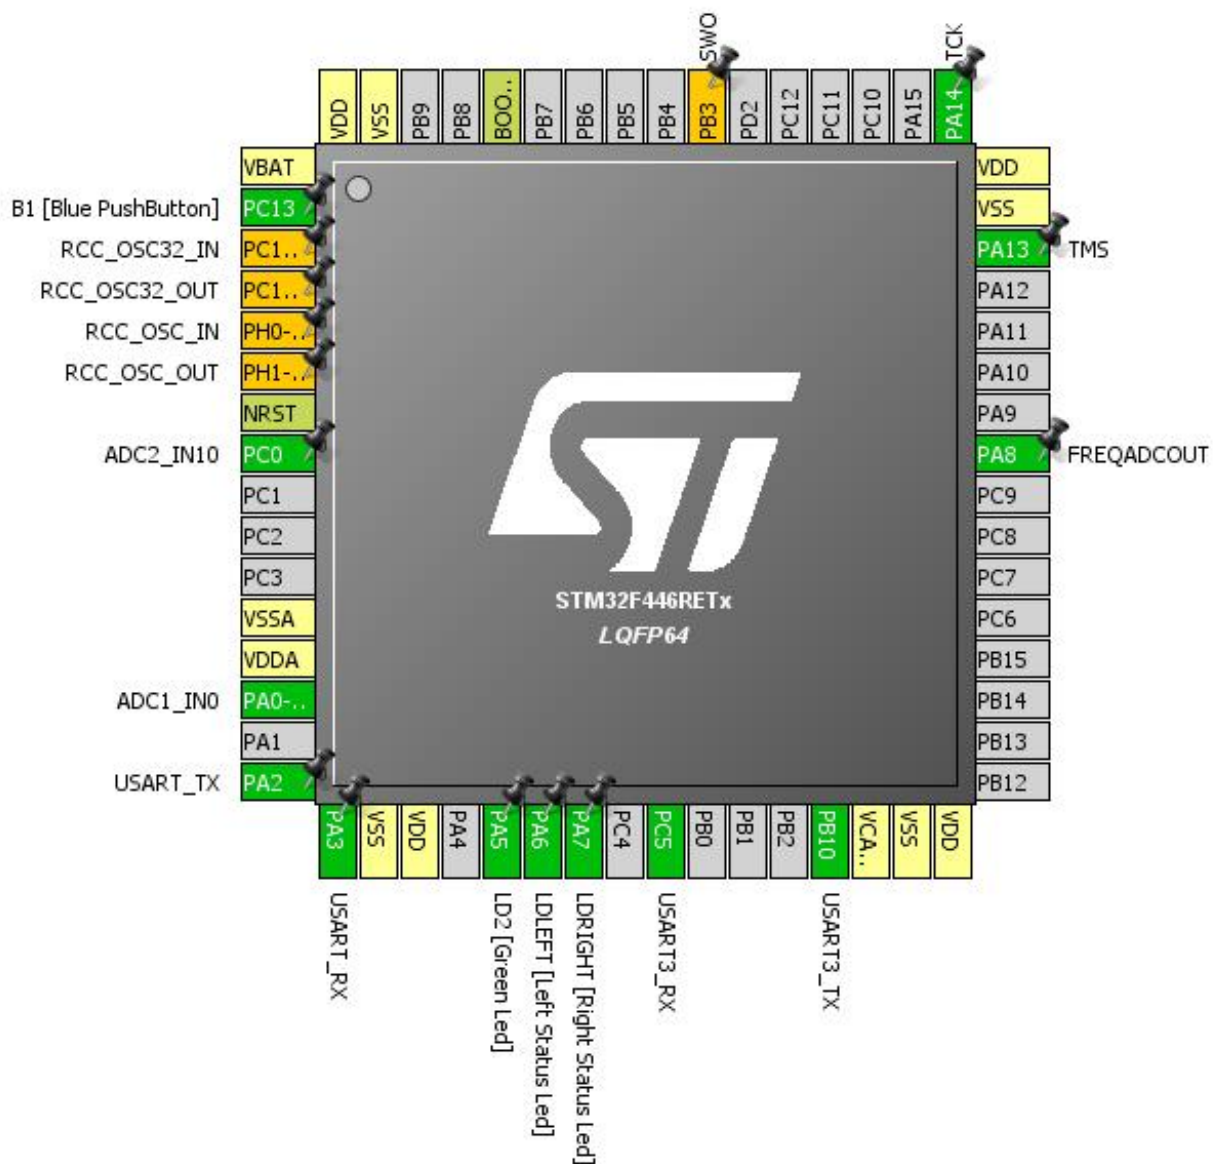 SWO
TCK
VDD
VSS
PB9
PB8
BOO..
PB7
PB6
PB5
PB4
PB3
PD2
PC12
PC11
PC10
PA15
PA14
VBAT
B1 [Blue PushButton] PC13
RCC_OSC32_IN PC1..
RCC_OSC32_OUT PC1..
RCC_OSC_IN PH0-..
RCC_OSC_OUT PH1-..
NRST
ADC2_IN10 PC0
PC1
PC2
PC3
VSSA
VDDA
ADC1_IN0 PA0-..
PA1
USART_TX PA2
ST
STM32F446RETx
LQFP64
VDD
VSS
PA13 TMS
PA12
PA11
PA10
PA9
PA8 FREQADCOUT
PC9
PC8
PC7
PC6
PB15
PB14
PB13
PB12
PA3
VSS
VDD
PA4
PA5
PA6
PA7
PC4
PC5
PB0
PB1
PB2
PB10
VCA..
VSS
VDD
USART_RX
LD2 [Green Led]
LDLEFT [Left Status Led]
LDRIGHT [Right Status Led]
USART3_RX
USART3_TX